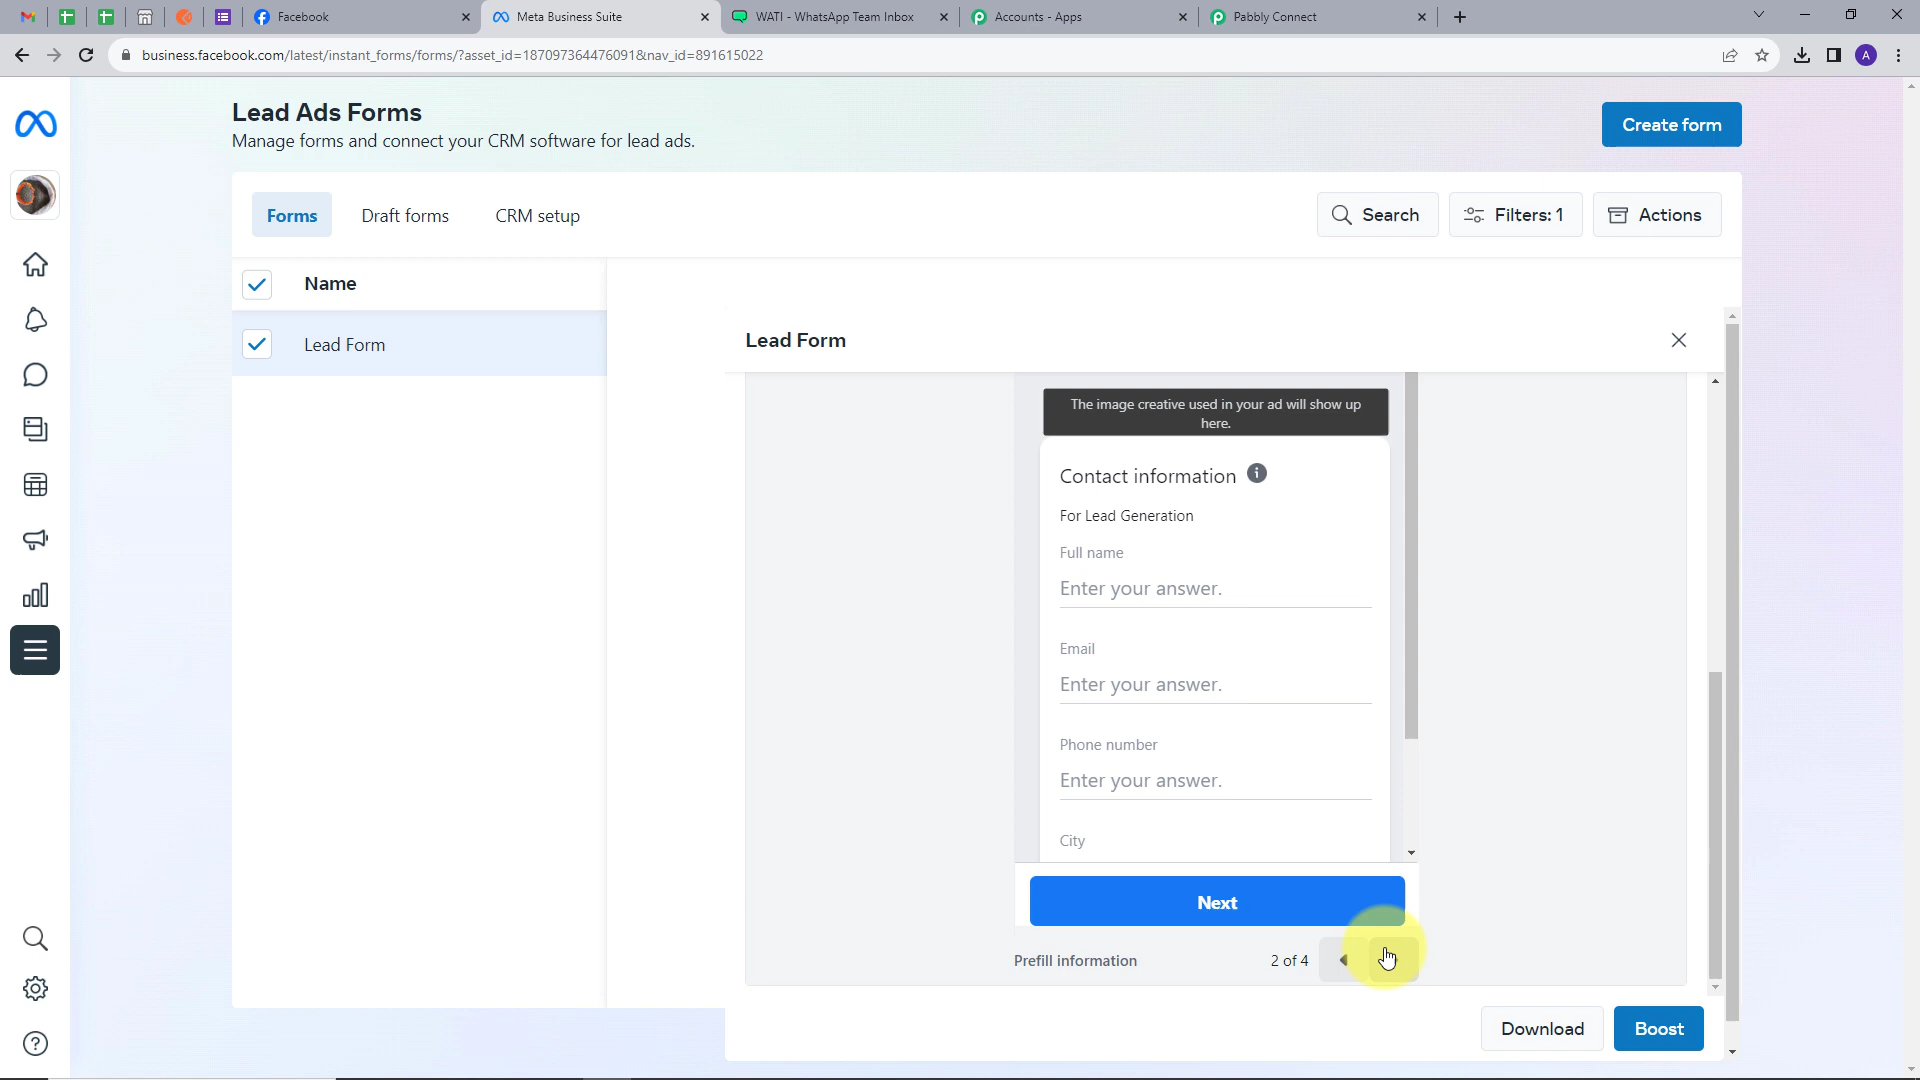 Facebook
Meta Business Suite
WATI - WhatsApp Team Inbox
Accounts - Apps
Pabbly Connect
business.facebook.com/latest/instant_forms/forms/?asset_id=187097364476091&nav_id=891615022
A
Lead Ads Forms
Manage forms and connect your CRM software for lead ads.
Create form
Forms
Draft forms
CRM setup
Search
Filters: 1
Actions
Name
Lead Form
Lead Form
The image creative used in your ad will show up
here.
Contact information
For Lead Generation
Full name
Enter your answer.
Email
Enter your answer.
Phone number
Enter your answer.
City
Next
Prefill information
2 of 4
Download
Boost